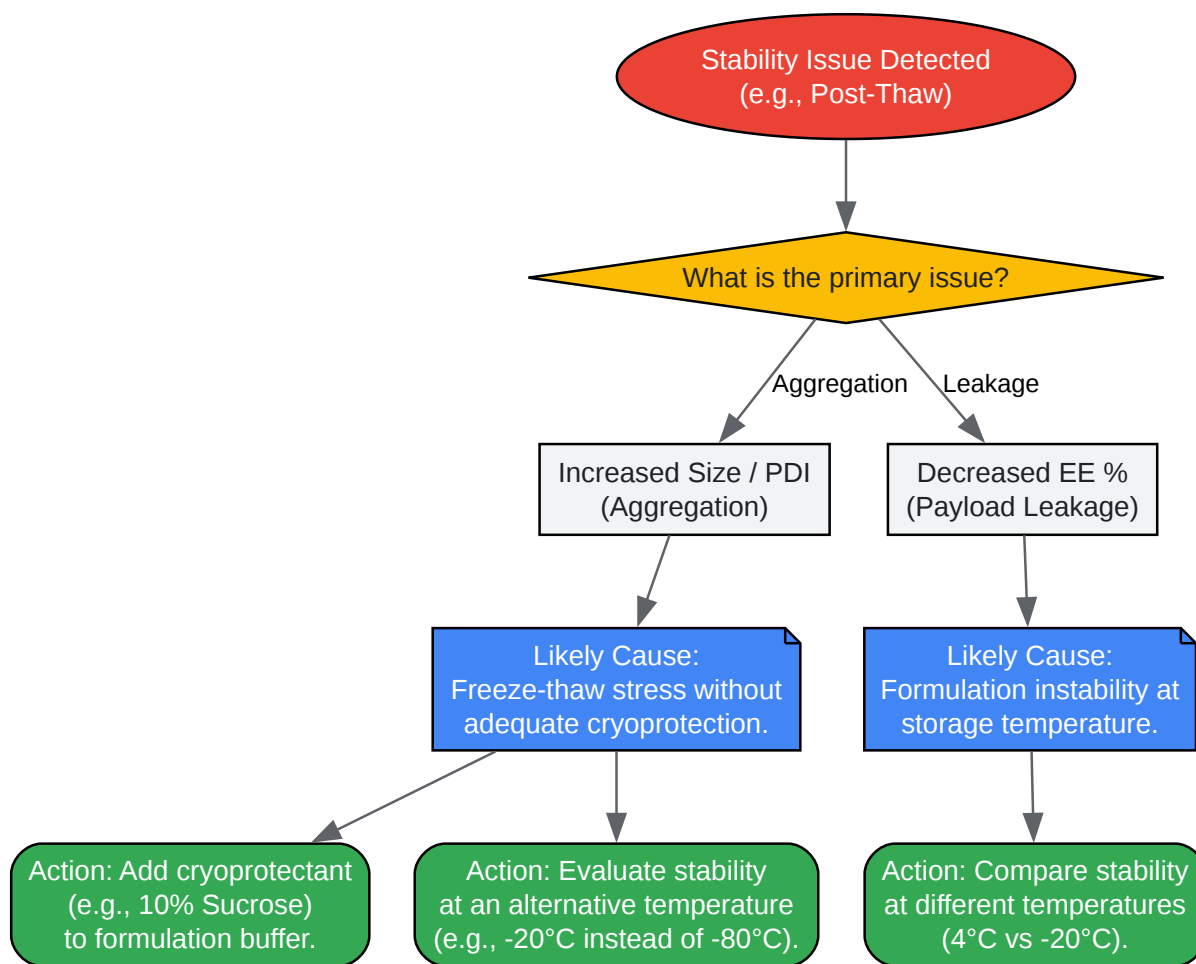 Stability Issue Detected
(e.g., Post-Thaw)
What is the primary issue?
Aggregation
Leakage
Increased Size / PDI
(Aggregation)
Decreased EE %
(Payload Leakage)
Likely Cause:
Freeze-thaw stress without
adequate cryoprotection.
Likely Cause:
Formulation instability at
storage temperature.
Action: Add cryoprotectant
(e.g., 10% Sucrose)
to formulation buffer.
Action: Evaluate stability
at an alternative temperature
(e.g., -20°C instead of -80°C).
Action: Compare stability
at different temperatures
(4°C vs -20°C).